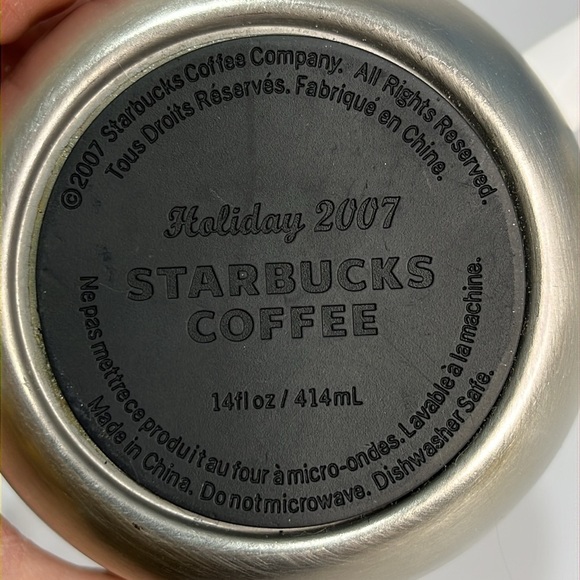 ©2007 Starbucks Coffee Company. All Rights Reserved.
Tous Droits Réservés. Fabriqué en Chine.
Holiday 2007
STARBUCKS
COFFEE
14fl oz / 414mL
Ne pas mettre ce produit au four à micro-ondes. Lavable à la machine.
Made in China. Do not microwave. Dishwasher Safe.